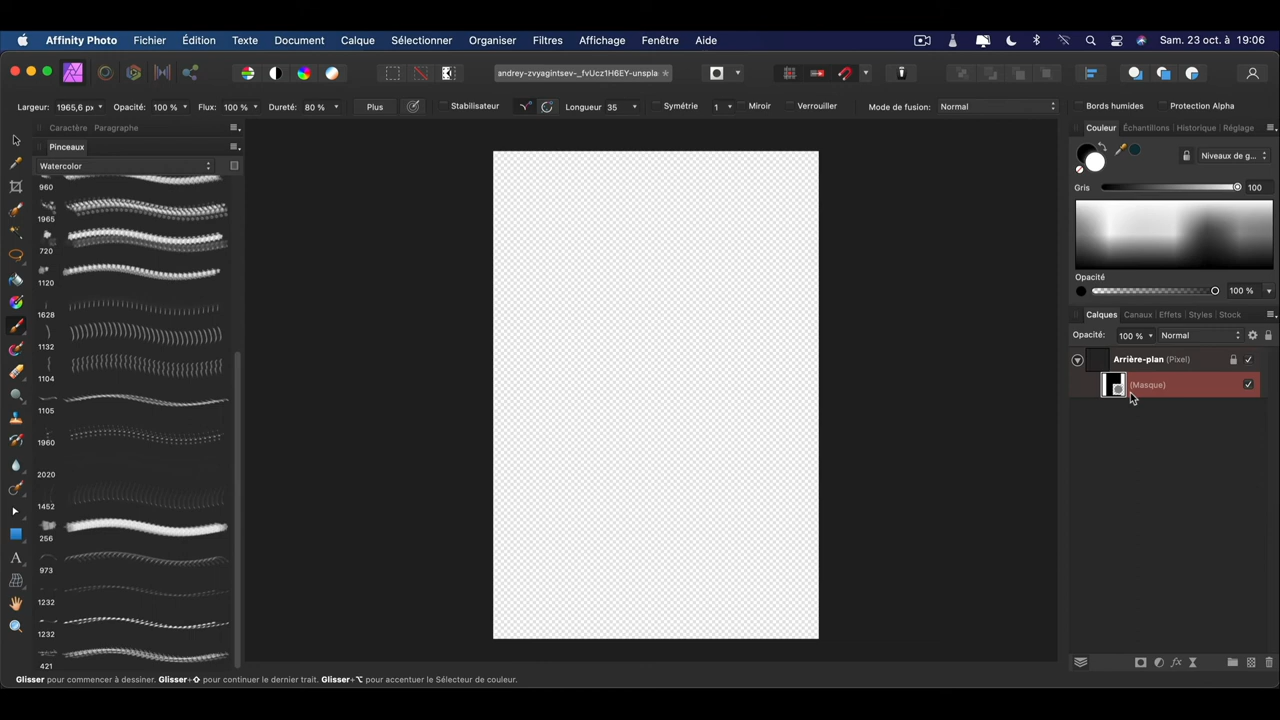 Affinity Photo Fichier Édition Texte Document Calque Sélectionner Organiser Filtres Affichage Fenêtre Aide Sam. 23 oct. à 19:06
andrey-zvyagintsev-_fvUcz1H6EY-unspla
Largeur: 1965,6 px Opacité: 100 % Flux: 100 % Dureté: 80 % Plus Stabilisateur Longueur 35 Symétrie 1 Miroir Verrouiller Mode de fusion: Normal Bords humides Protection Alpha
Caractère Paragraphe
Couleur Échantillons Historique Réglage
Pinceaux
Watercolor
Niveaux de g...
960
Gris 100
1965
720
1120
Opacité
100 %
1628
Calques Canaux Effets Styles Stock
Opacité: 100 % Normal
1132
Arrière-plan (Pixel)
1104
(Masque)
1105
1960
2020
1452
256
973
1232
1232
421
Glisser pour commencer à dessiner. Glisser+⇧ pour continuer le dernier trait. Glisser+⌥ pour accentuer le Sélecteur de couleur.